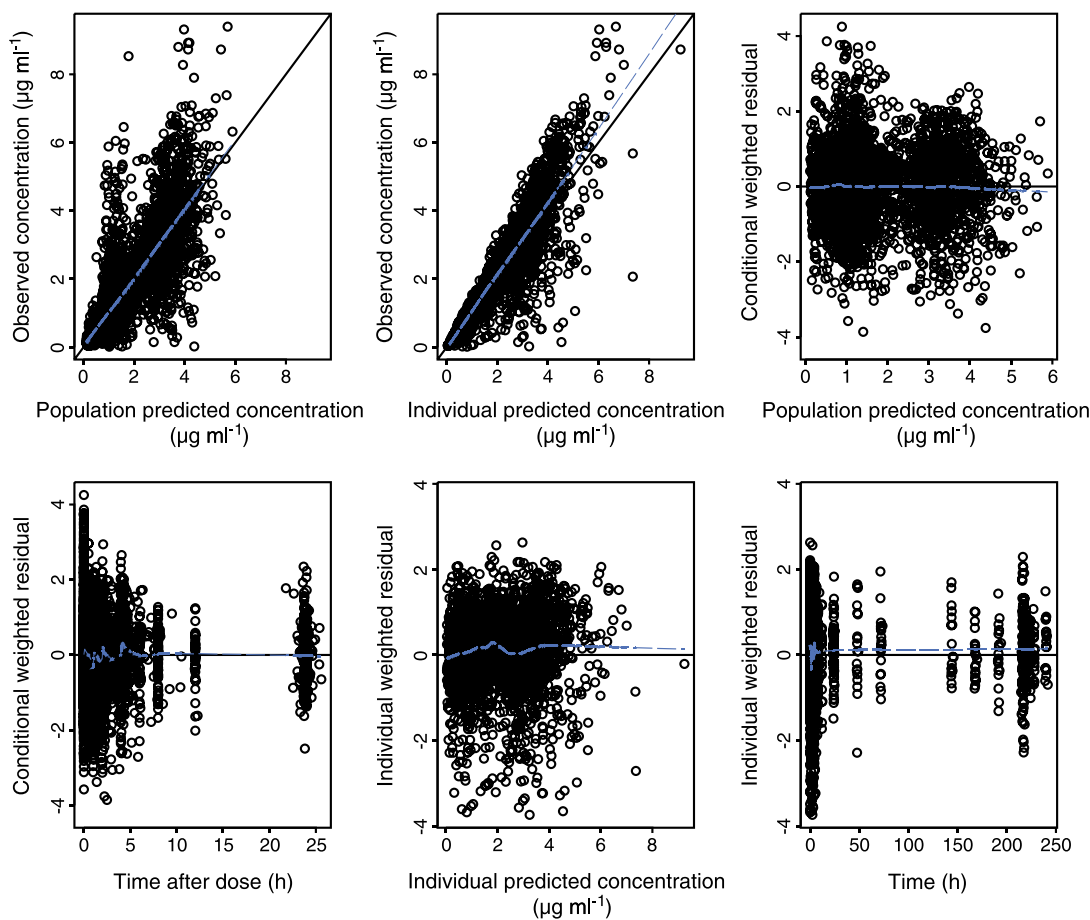 Observed concentration (µg ml-1)
0 2 4 6 8
0 2 4 6 8
Population predicted concentration
(µg ml-1)
Observed concentration (µg ml-1)
0 2 4 6 8
0 2 4 6 8
Individual predicted concentration
(µg ml-1)
Conditional weighted residual
-4 -2 0 2 4
0 1 2 3 4 5 6
Population predicted concentration
(µg ml-1)
Conditional weighted residual
-4 -2 0 2 4
0 5 10 15 20 25
Time after dose (h)
Individual weighted residual
-4 -2 0 2 4
0 2 4 6 8
Individual predicted concentration
(µg ml-1)
Individual weighted residual
-4 -2 0 2 4
0 50 100 150 200 250
Time (h)